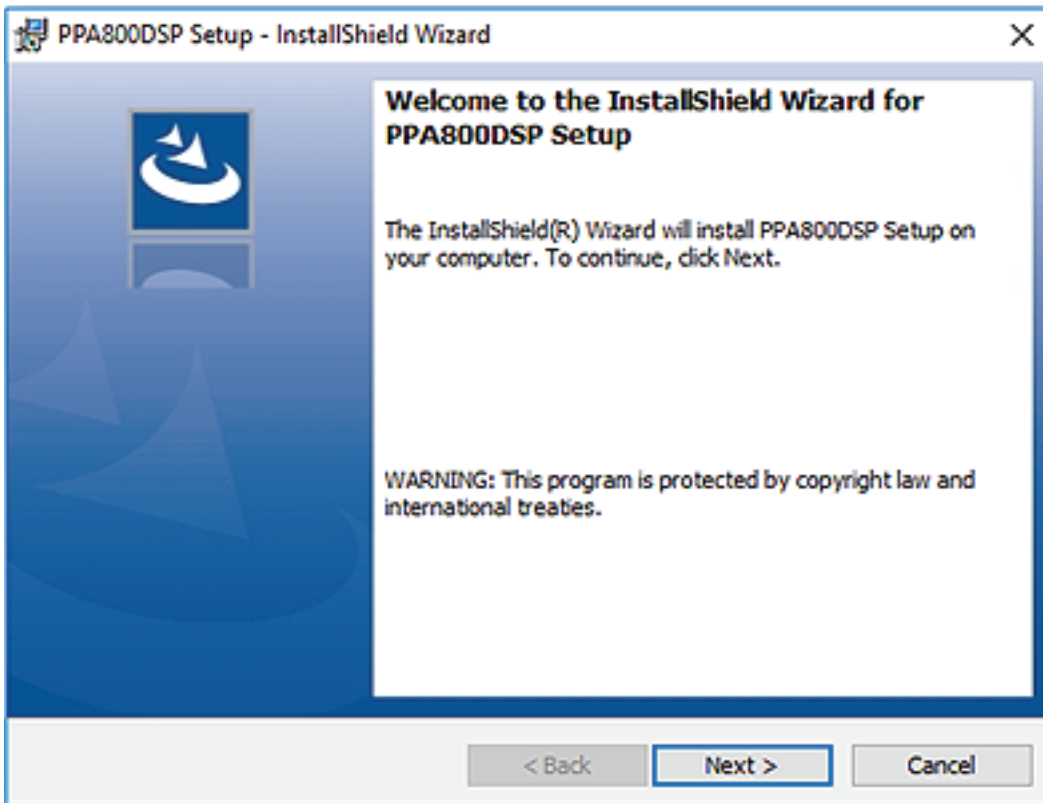 PPA800DSP Setup - InstallShield Wizard
Welcome to the InstallShield Wizard for
PPA800DSP Setup
The InstallShield(R) Wizard will install PPA800DSP Setup on
your computer. To continue, click Next.
WARNING: This program is protected by copyright law and
international treaties.
< Back
Next >
Cancel